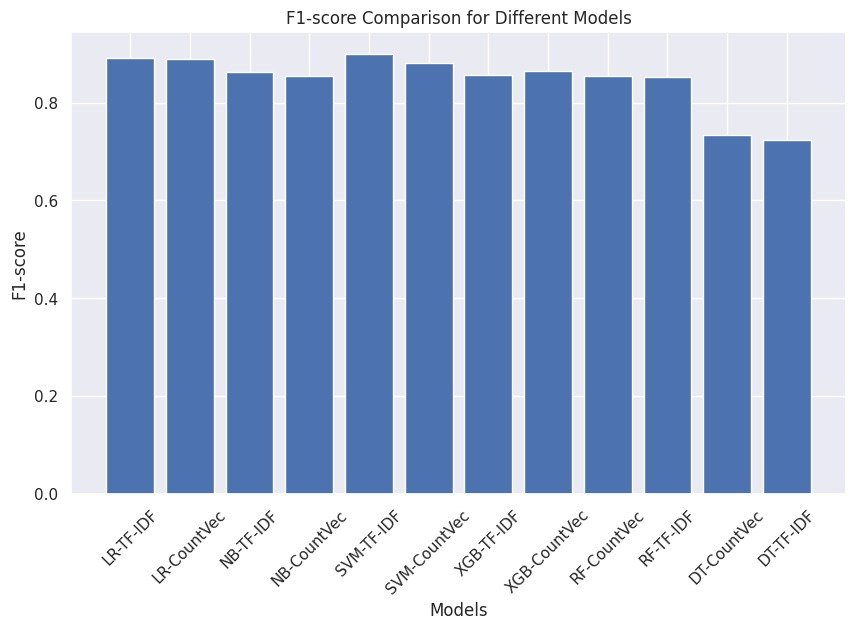 F1-score Comparison for Different Models
F1-score
0.8
0.6
0.4
0.2
0.0
LR-TF-IDF
LR-CountVec
NB-TF-IDF
NB-CountVec
SVM-TF-IDF
SVM-CountVec
XGB-TF-IDF
XGB-CountVec
RF-CountVec
RF-TF-IDF
DT-CountVec
DT-TF-IDF
Models